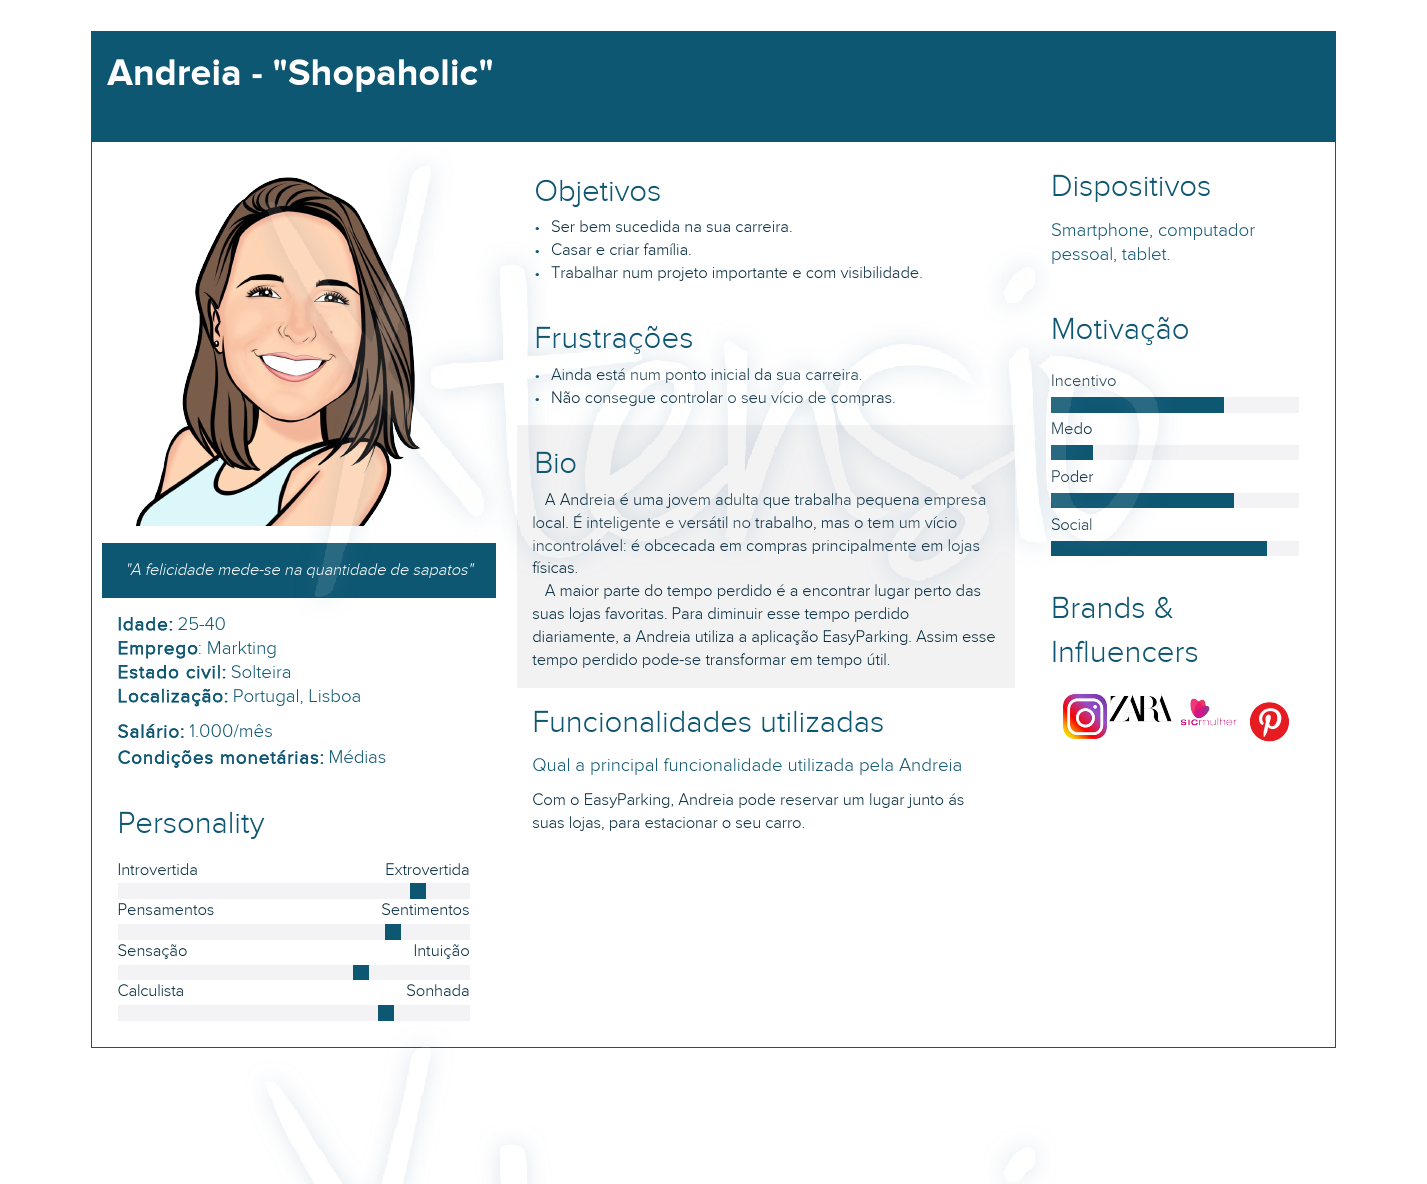 Andreia - "Shopaholic"
"A felicidade mede-se na quantidade de sapatos"
Idade: 25-40
Emprego: Markting
Estado civil: Solteira
Localização: Portugal, Lisboa
Salário: 1.000/mês
Condições monetárias: Médias
Personality
Introvertida Extrovertida
Pensamentos Sentimentos
Sensação Intuição
Calculista Sonhada
Objetivos
• Ser bem sucedida na sua carreira.
• Casar e criar família.
• Trabalhar num projeto importante e com visibilidade.
Frustrações
• Ainda está num ponto inicial da sua carreira.
• Não consegue controlar o seu vício de compras.
Bio
A Andreia é uma jovem adulta que trabalha pequena empresa
local. É inteligente e versátil no trabalho, mas o tem um vício
incontrolável: é obcecada em compras principalmente em lojas
físicas.
A maior parte do tempo perdido é a encontrar lugar perto das
suas lojas favoritas. Para diminuir esse tempo perdido
diariamente, a Andreia utiliza a aplicação EasyParking. Assim esse
tempo perdido pode-se transformar em tempo útil.
Funcionalidades utilizadas
Qual a principal funcionalidade utilizada pela Andreia
Com o EasyParking, Andreia pode reservar um lugar junto ás
suas lojas, para estacionar o seu carro.
Dispositivos
Smartphone, computador
pessoal, tablet.
Motivação
Incentivo
Medo
Poder
Social
Brands &
Influencers
ZARA
sicmulher
Xtensio